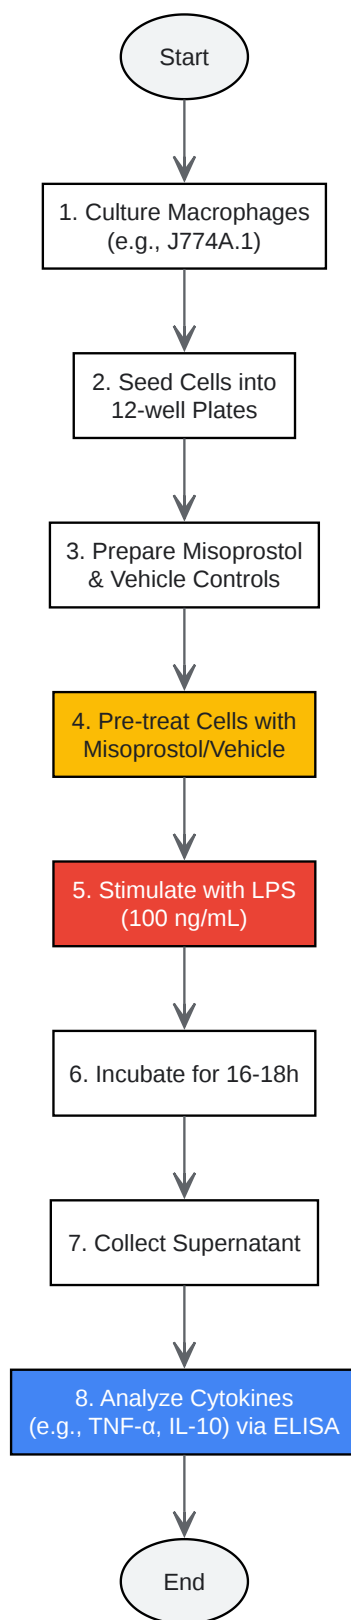 Start
1. Culture Macrophages
(e.g., J774A.1)
2. Seed Cells into
12-well Plates
3. Prepare Misoprostol
& Vehicle Controls
4. Pre-treat Cells with
Misoprostol/Vehicle
5. Stimulate with LPS
(100 ng/mL)
6. Incubate for 16-18h
7. Collect Supernatant
8. Analyze Cytokines
(e.g., TNF-α, IL-10) via ELISA
End